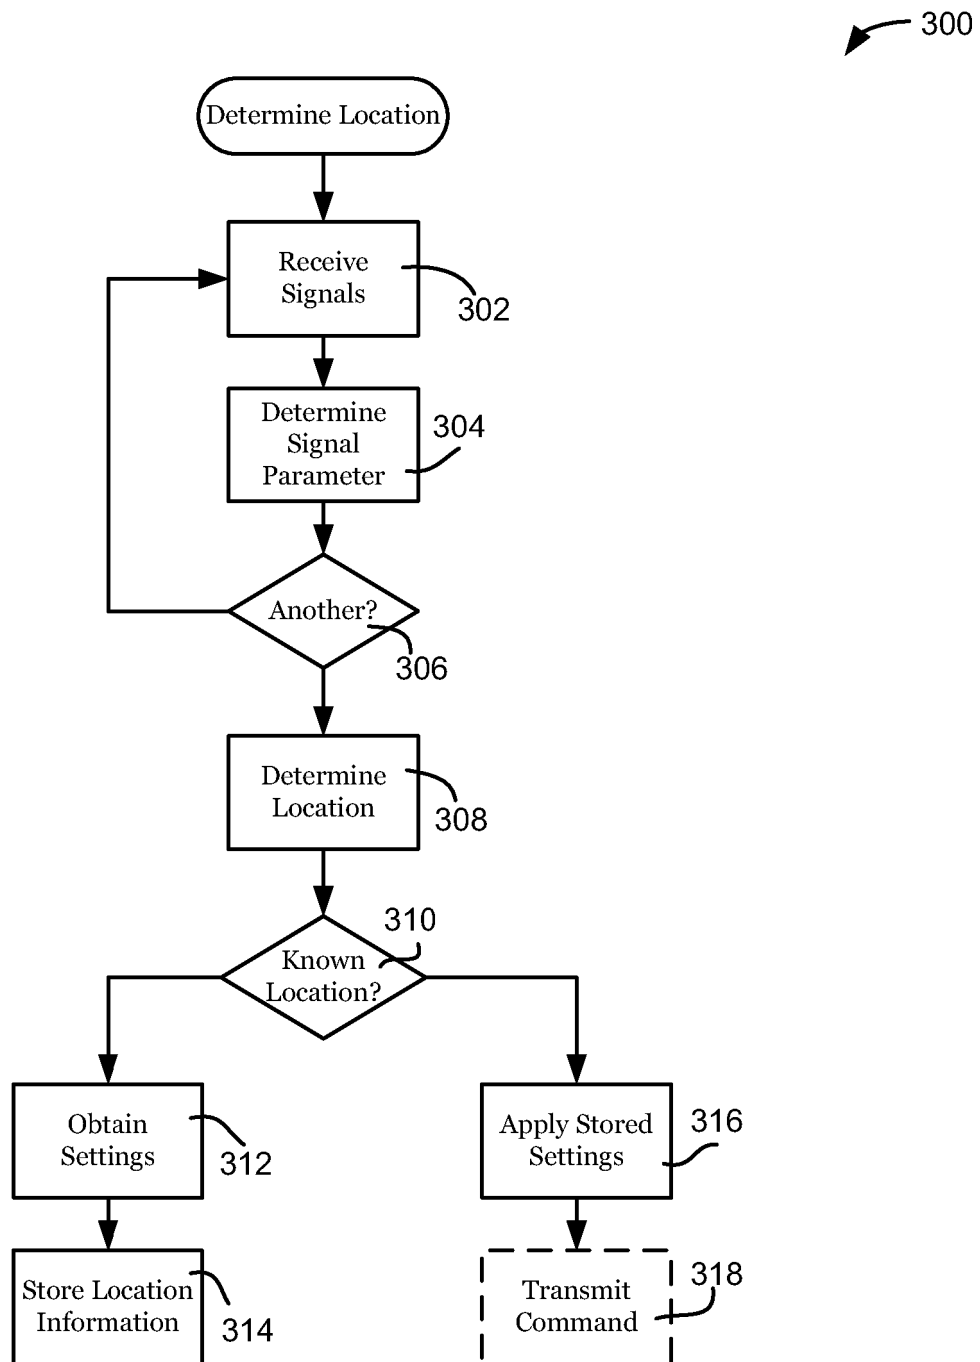 300
Determine Location
Receive
Signals
302
Determine
Signal
Parameter
304
Another?
306
Determine
Location
308
310
Known
Location?
Obtain
Settings
312
Apply Stored
Settings
316
Store Location
Information
314
Transmit
Command
318